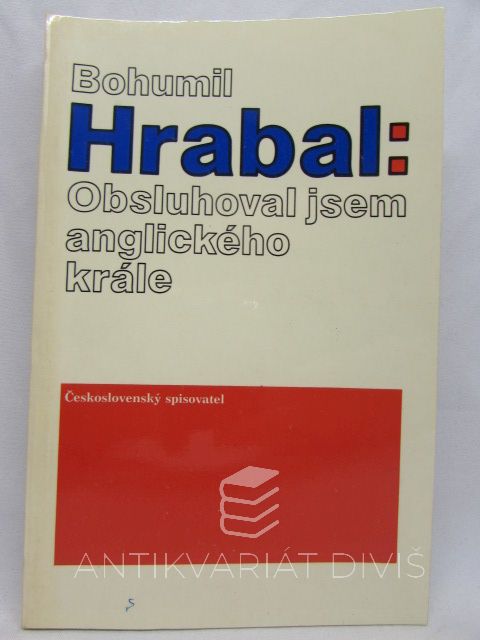 Bohumil
Hrabal:
Obsluhoval jsem
anglického
krále
Československý spisovatel
ANTIKVARIÁT DIVIŠ